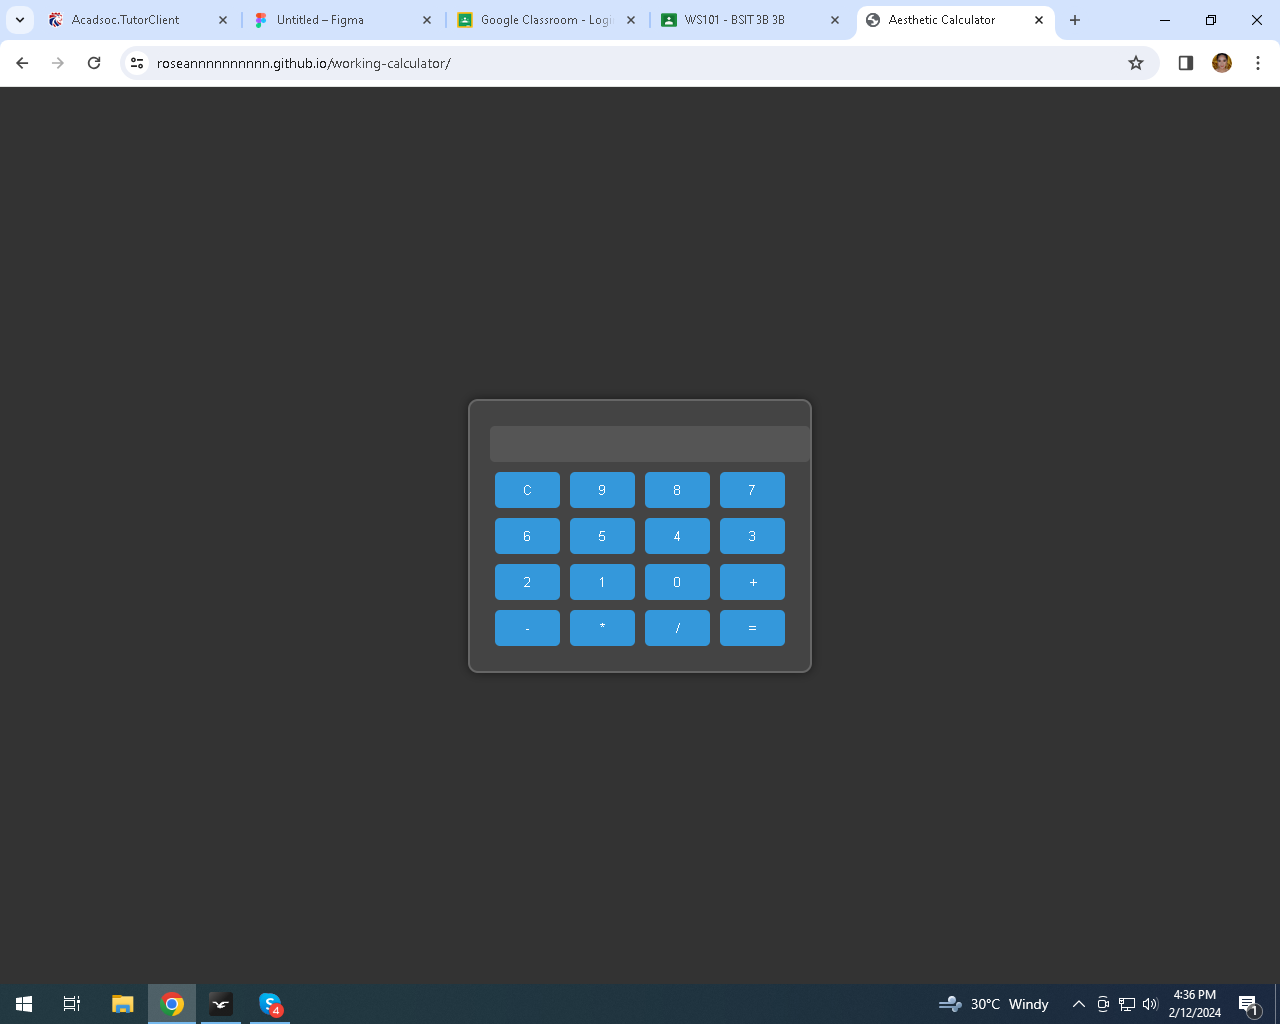 Acadsoc.TutorClient
Untitled – Figma
Google Classroom - Logi
WS101 - BSIT 3B 3B
Aesthetic Calculator
roseannnnnnnnnn.github.io/working-calculator/
C 9 8 7
6 5 4 3
2 1 0 +
- * / =
4
30°C Windy
4:36 PM
2/12/2024
1